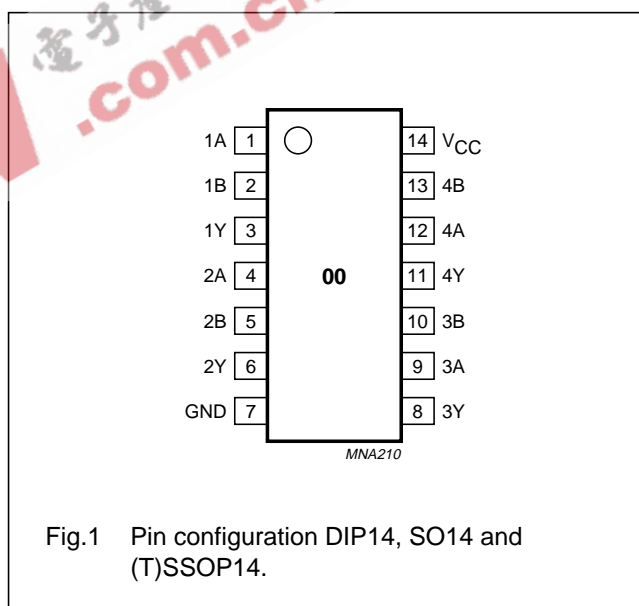 .com.cn
1A 1 14 VCC
1B 2 13 4B
1Y 3 12 4A
2A 4 00 11 4Y
2B 5 10 3B
2Y 6 9 3A
GND 7 8 3Y
MNA210
Fig.1 Pin configuration DIP14, SO14 and
(T)SSOP14.